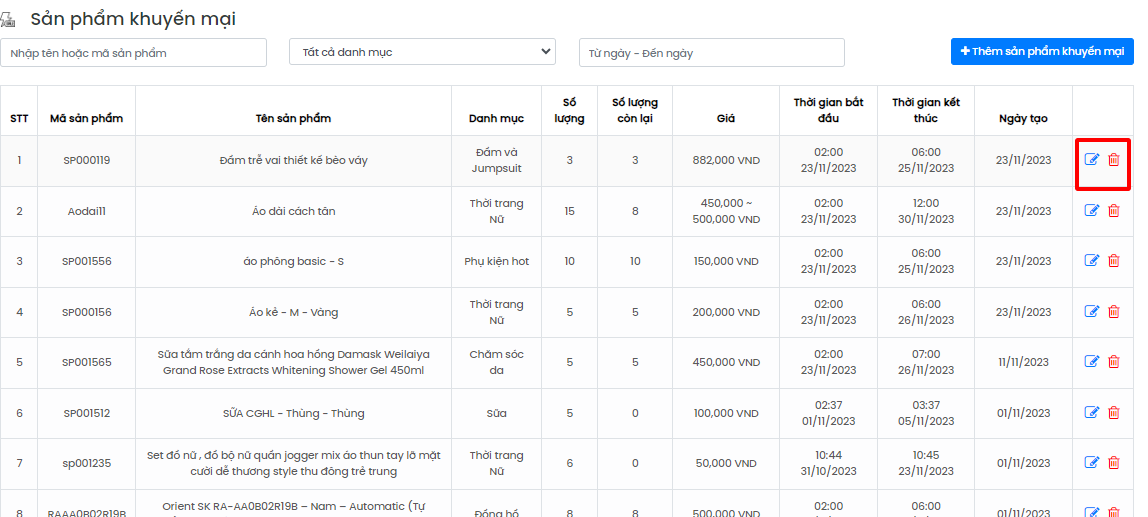 Sản phẩm khuyến mại
Nhập tên hoặc mã sản phẩm
Tất cả danh mục
Từ ngày - Đến ngày
Thêm sản phẩm khuyến mại
STT Mã sản phẩm Tên sản phẩm Danh mục Số lượng Số lượng còn lại Giá Thời gian bắt đầu Thời gian kết thúc Ngày tạo
1 SP000119 Đầm trễ vai thiết kế bèo váy Đầm và Jumpsuit 3 3 882,000 VND 02:00 23/11/2023 06:00 25/11/2023 23/11/2023
2 Aodai11 Áo dài cách tân Thời trang Nữ 15 8 450,000 ~ 500,000 VND 02:00 23/11/2023 12:00 30/11/2023 23/11/2023
3 SP001556 áo phông basic - S Phụ kiện hot 10 10 150,000 VND 02:00 23/11/2023 06:00 25/11/2023 23/11/2023
4 SP000156 Áo kẻ - M - Vàng Thời trang Nữ 5 5 200,000 VND 02:00 23/11/2023 06:00 26/11/2023 23/11/2023
5 SP001565 Sữa tắm trắng da cánh hoa hồng Damask Weilaiya Grand Rose Extracts Whitening Shower Gel 450ml Chăm sóc da 5 5 450,000 VND 02:00 23/11/2023 07:00 26/11/2023 11/11/2023
6 SP001512 SỮA CGHL - Thùng - Thùng Sữa 5 0 100,000 VND 02:37 01/11/2023 03:37 05/11/2023 01/11/2023
7 sp001235 Set đồ nữ , đồ bộ nữ quần jogger mix áo thun tay lỡ mặt cười dễ thương style thu đông trẻ trung Thời trang Nữ 6 0 50,000 VND 10:44 31/10/2023 10:45 23/11/2023 01/11/2023
8 RAAA0B02R19B Orient SK RA-AA0B02R19B – Nam – Automatic (Tự Đồng hồ 8 8 500,000 VND 02:00 06:00 01/11/2023